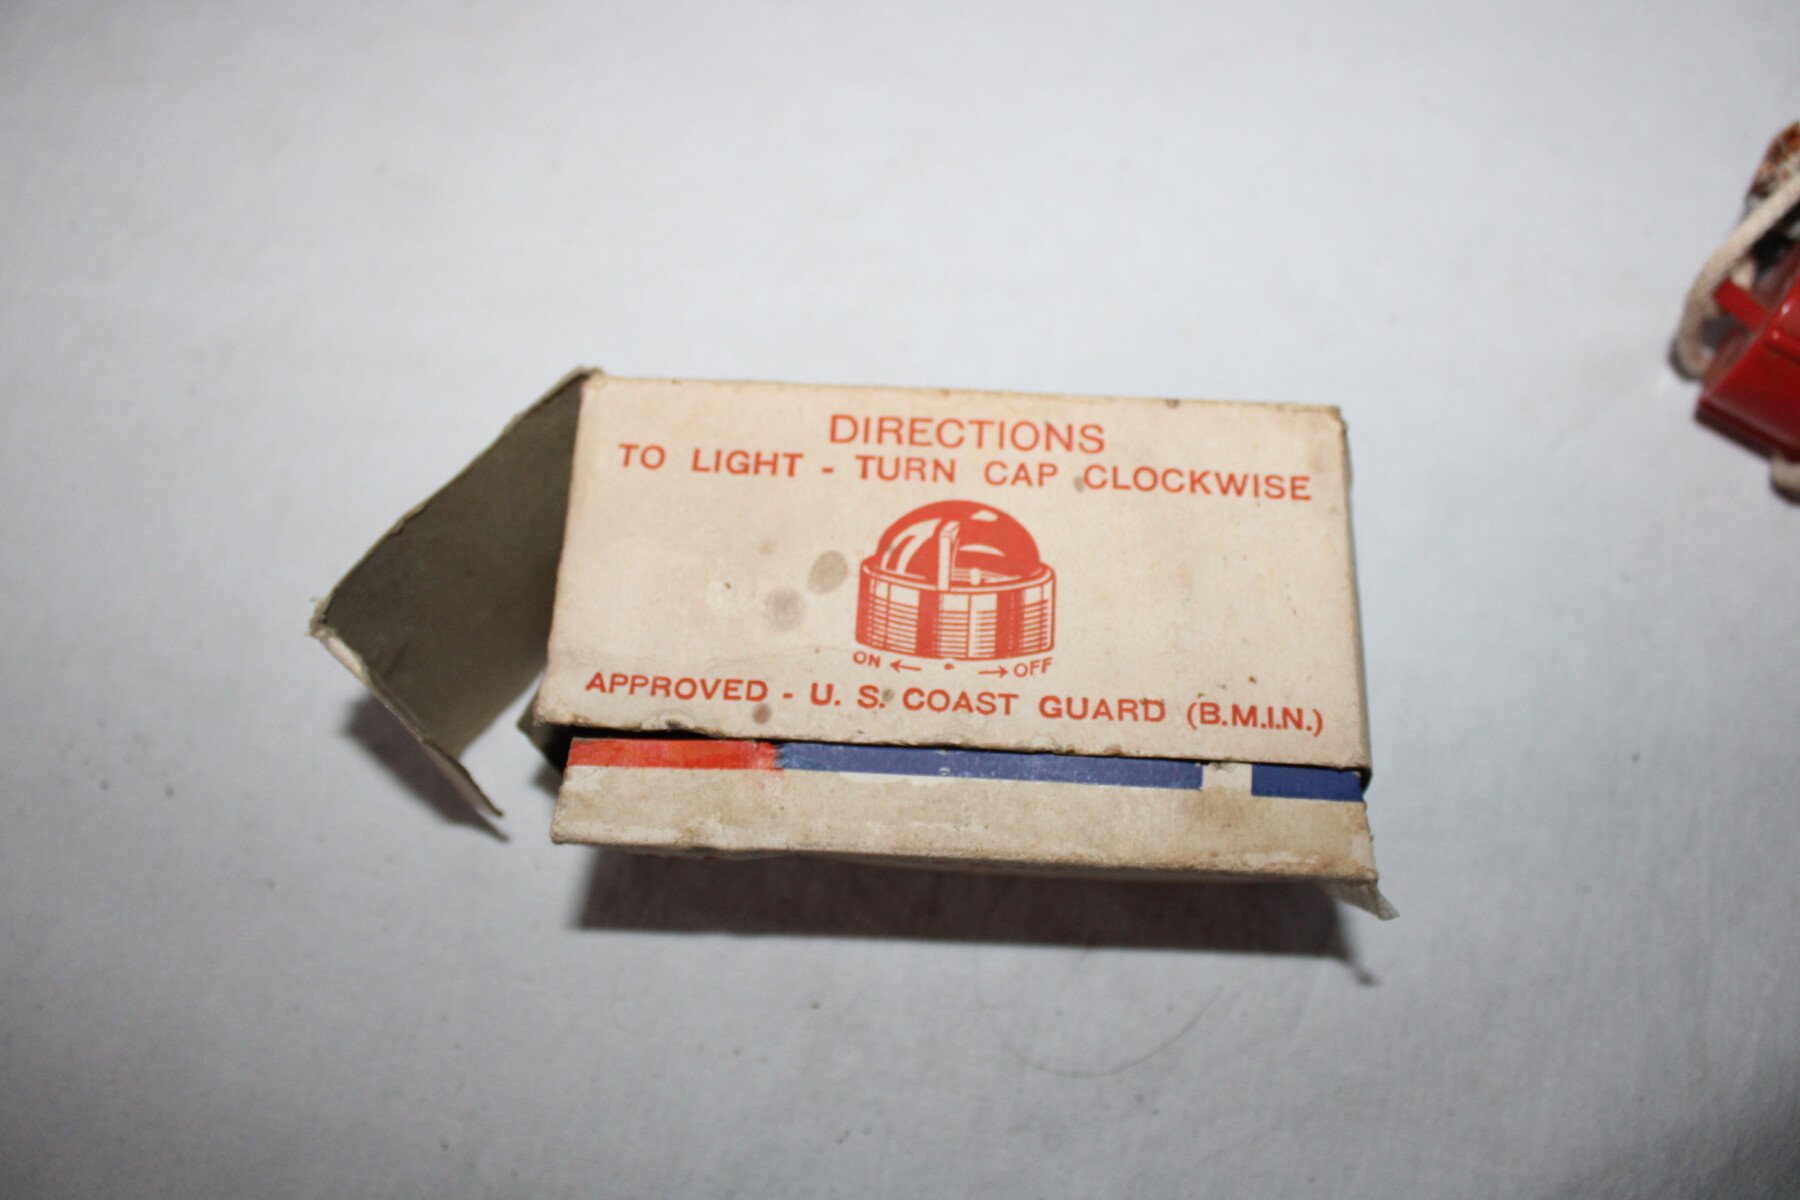 DIRECTIONS
TO LIGHT - TURN CAP CLOCKWISE
ON ← • → OFF
APPROVED - U. S. COAST GUARD (B.M.I.N.)